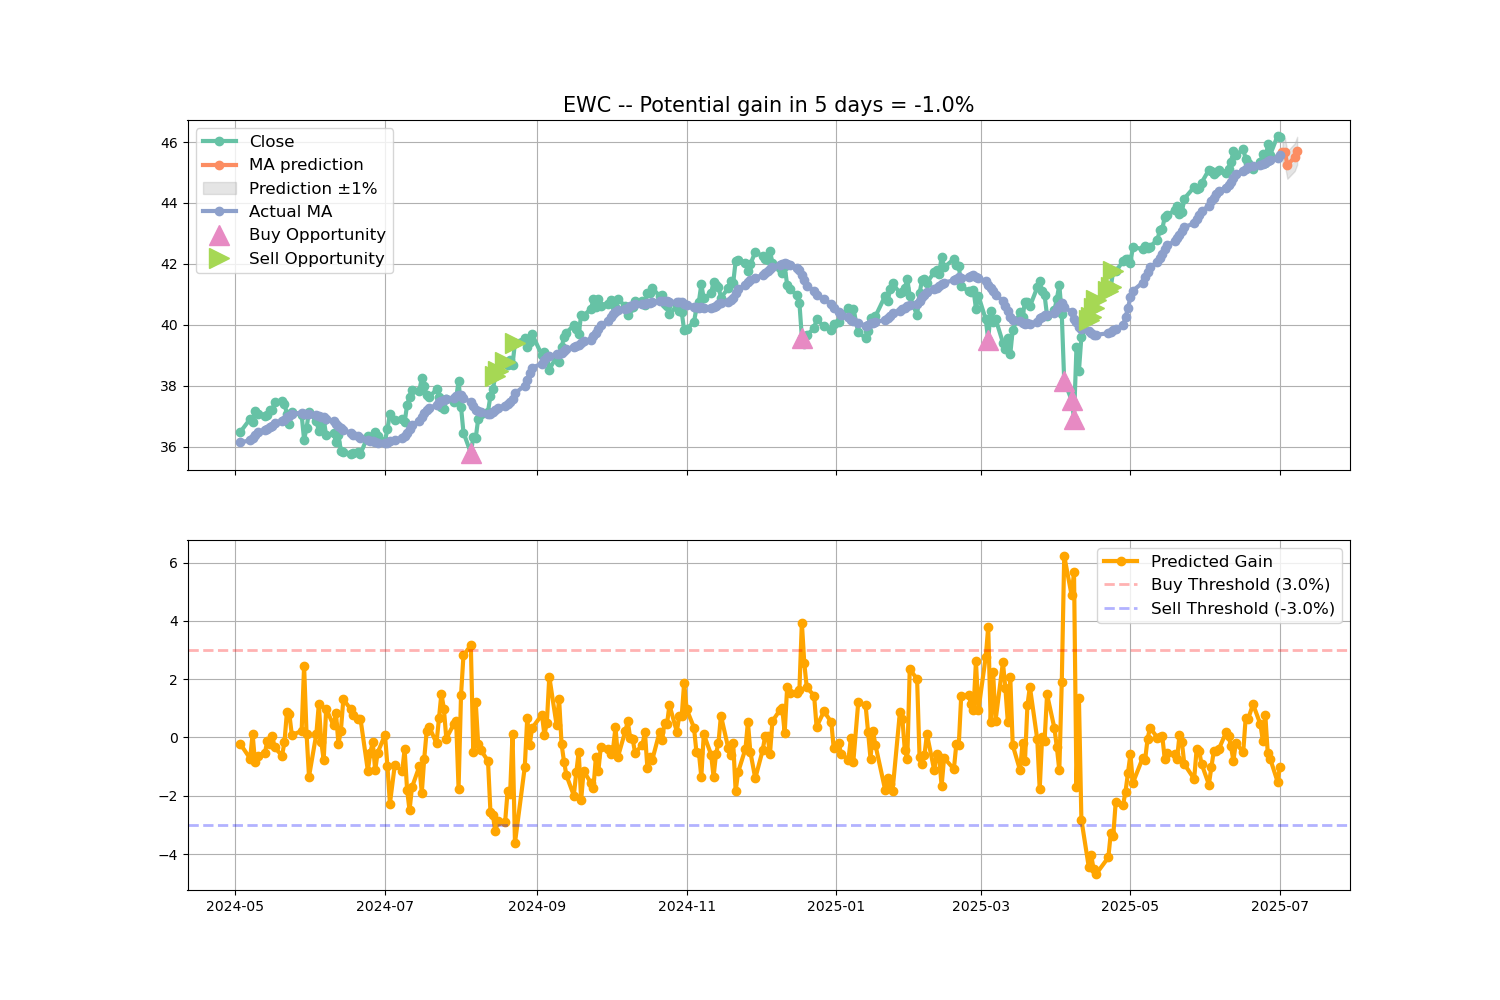 EWC -- Potential gain in 5 days = -1.0%
46
44
42
40
38
36
Close
MA prediction
Prediction ±1%
Actual MA
Buy Opportunity
Sell Opportunity
6
4
2
0
−2
−4
Predicted Gain
Buy Threshold (3.0%)
Sell Threshold (-3.0%)
2024-05
2024-07
2024-09
2024-11
2025-01
2025-03
2025-05
2025-07